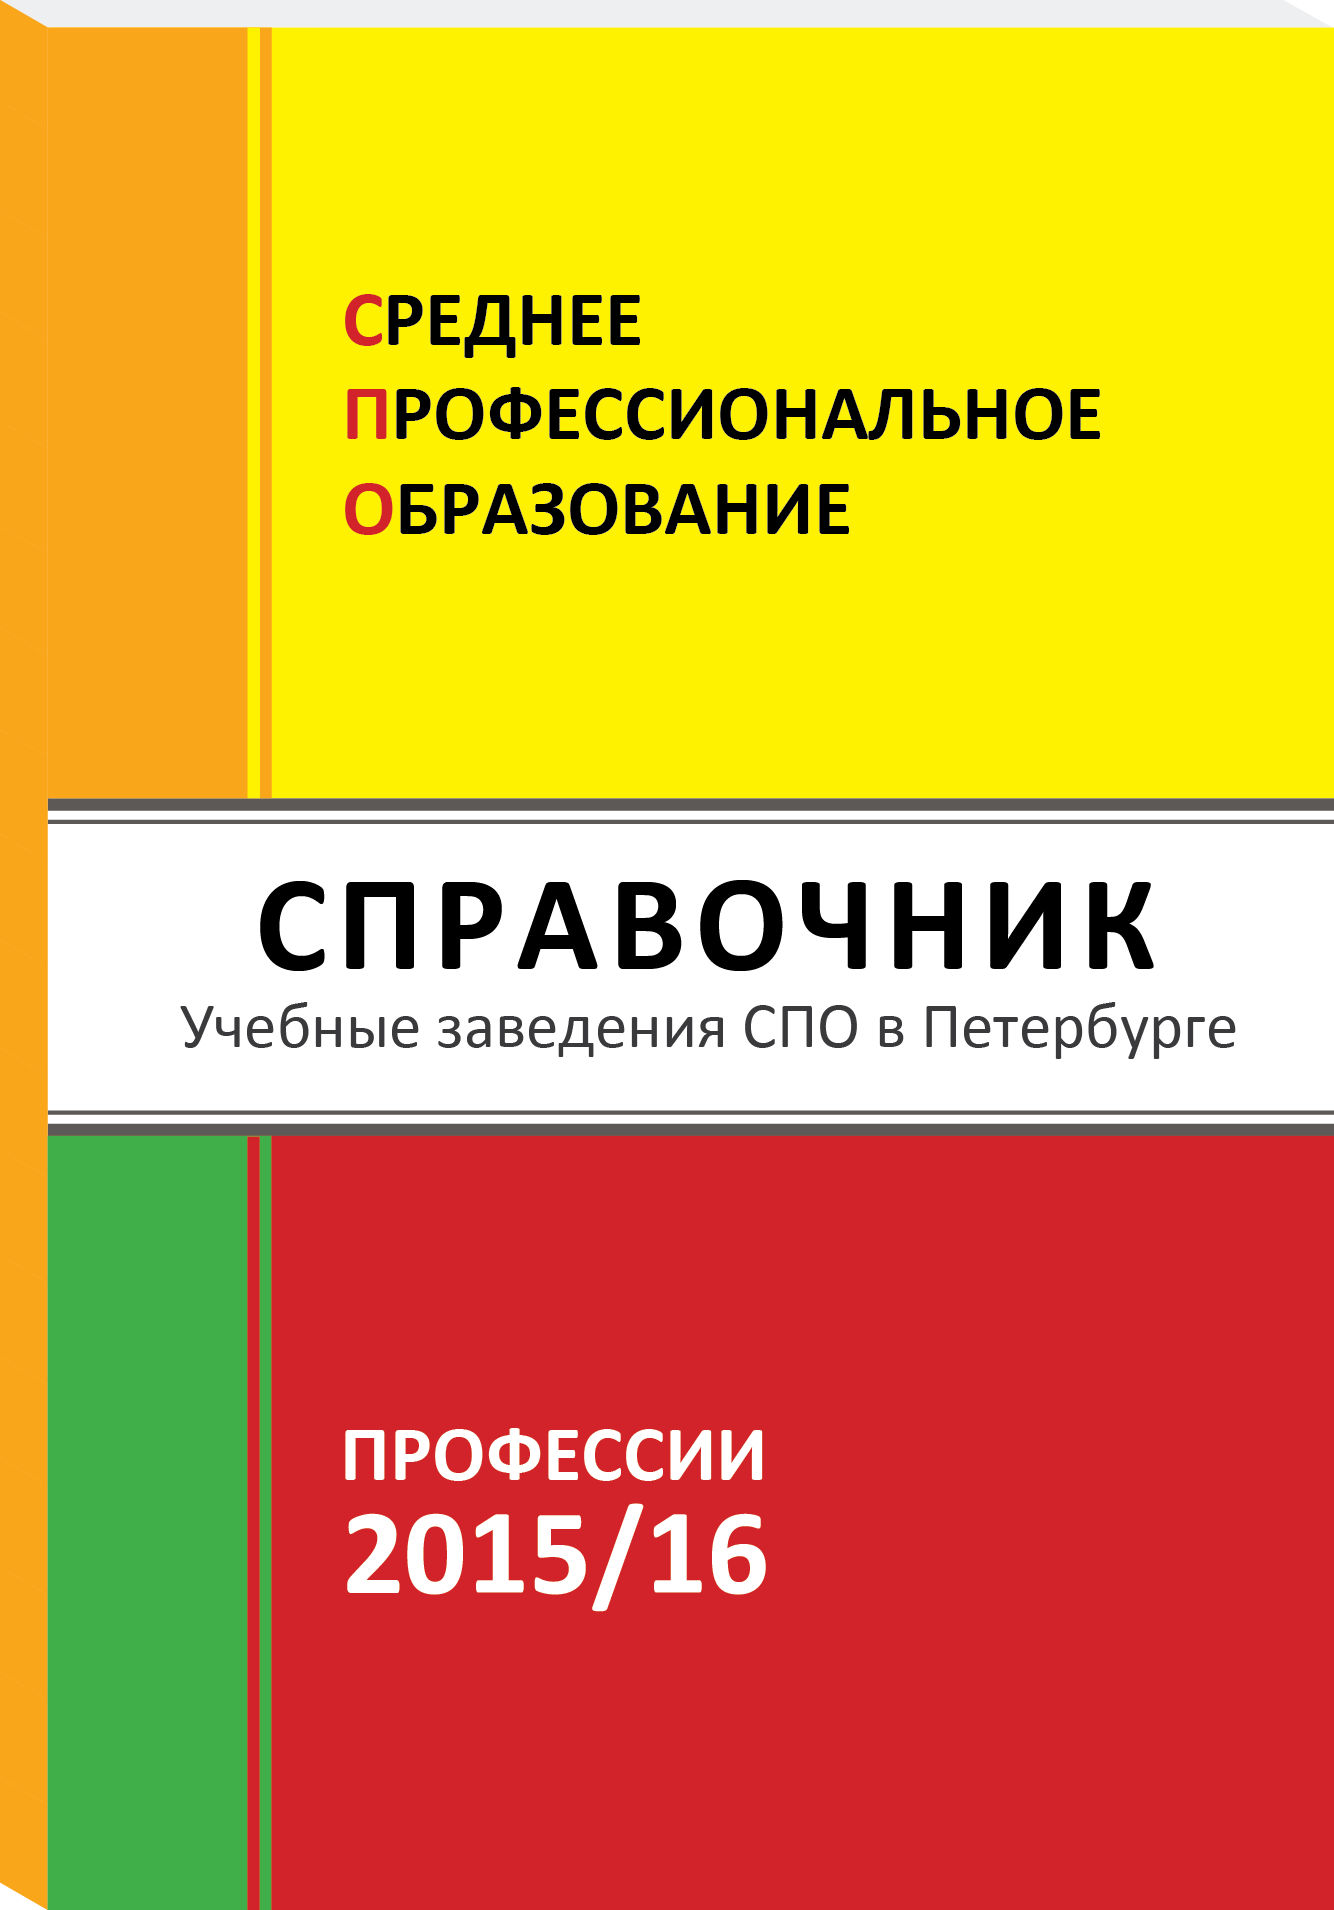 СРЕДНЕЕ
ПРОФЕССИОНАЛЬНОЕ
ОБРАЗОВАНИЕ
СПРАВОЧНИК
Учебные заведения СПО в Петербурге
ПРОФЕССИИ
2015/16